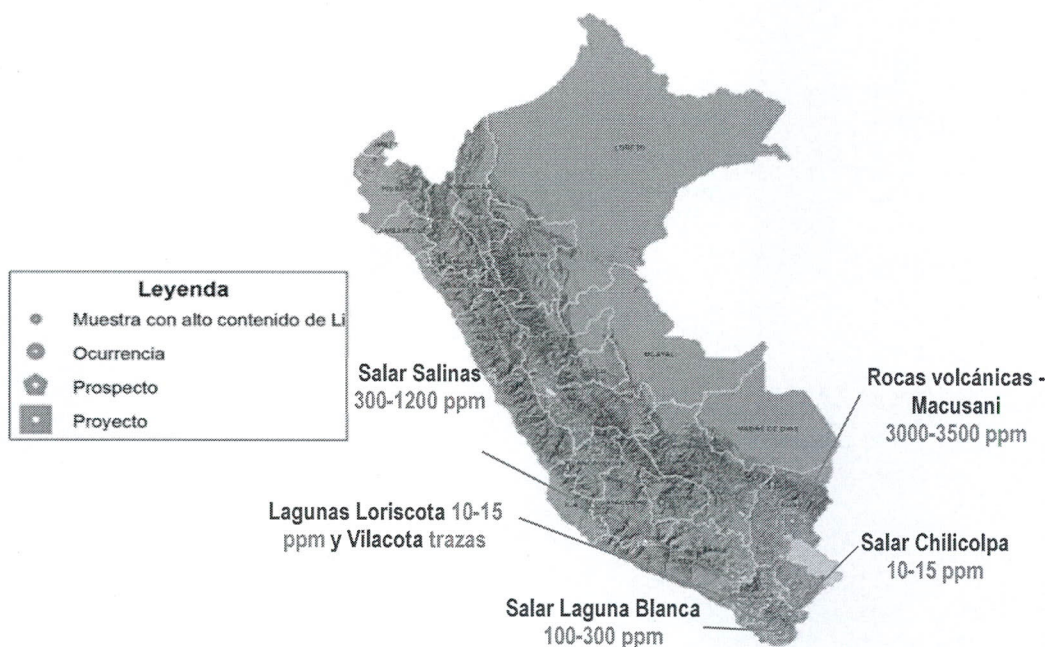 LORETO
Leyenda
Muestra con alto contenido de Li
Ocurrencia
Prospecto
Proyecto
Salar Salinas
300-1200 ppm
Rocas volcánicas -
Macusani
3000-3500 ppm
MADRE DE DIOS
Lagunas Loriscota 10-15
ppm y Vilacota trazas
Salar Chilicolpa
10-15 ppm
Salar Laguna Blanca
100-300 ppm